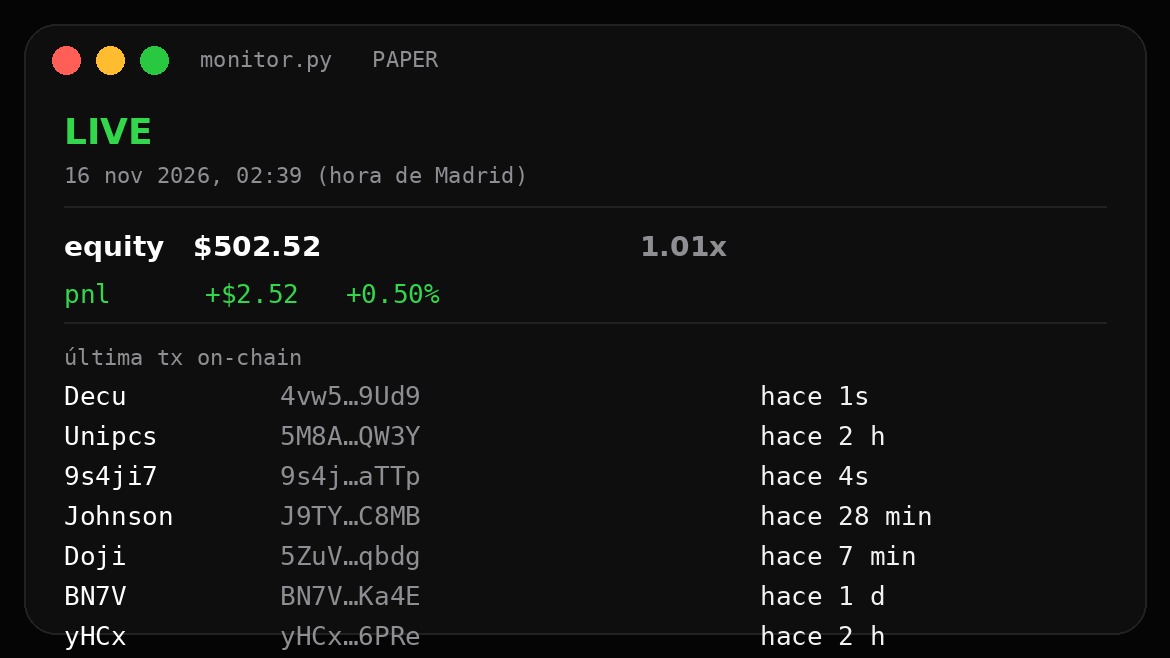 monitor.py PAPER
LIVE
16 nov 2026, 02:39 (hora de Madrid)
equity $502.52 1.01x
pnl +$2.52 +0.50%
última tx on-chain
Decu 4vw5…9Ud9 hace 1s
Unipcs 5M8A…QW3Y hace 2 h
9s4ji7 9s4j…aTTp hace 4s
Johnson J9TY…C8MB hace 28 min
Doji 5ZuV…qbdg hace 7 min
BN7V BN7V…Ka4E hace 1 d
yHCx yHCx…6PRe hace 2 h